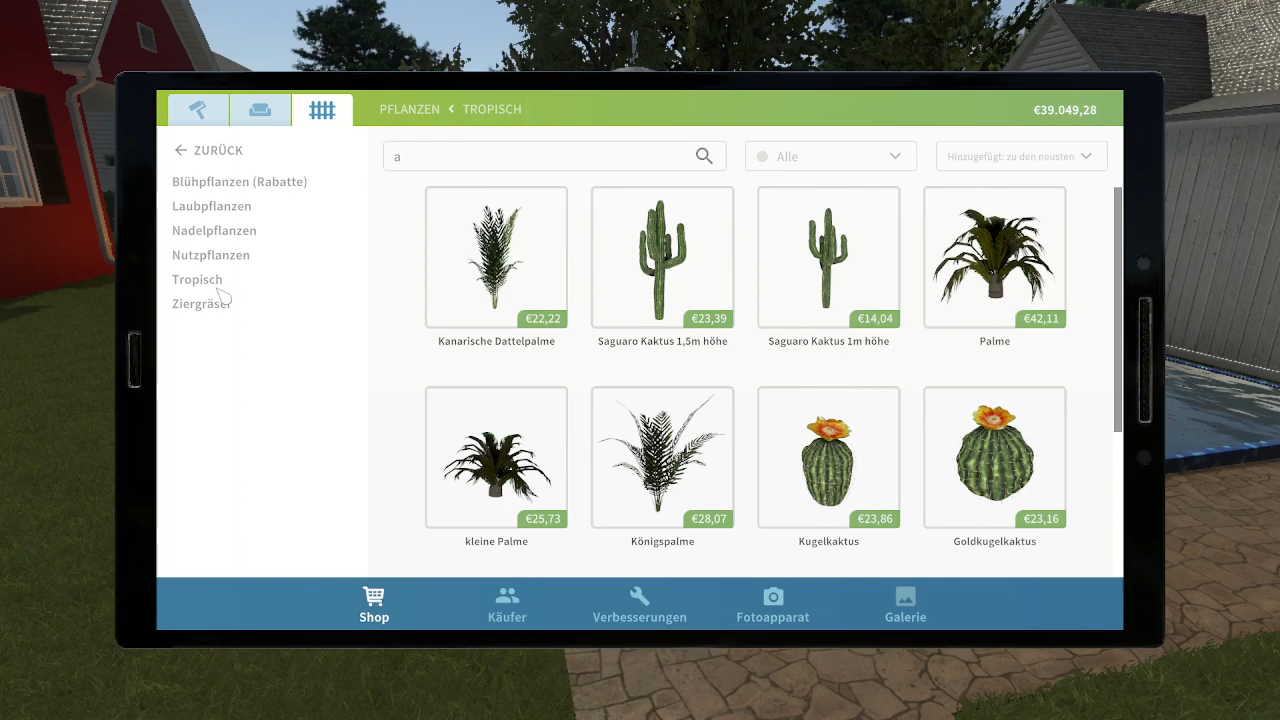 PFLANZEN < TROPISCH
€39.049,28
ZURÜCK
Blühpflanzen (Rabatte)
Laubpflanzen
Nadelpflanzen
Nutzpflanzen
Tropisch
Ziergräser
a
Alle
Hinzugefügt: zu den neusten
€22,22
€23,39
€14,04
€42,11
Kanarische Dattelpalme
Saguaro Kaktus 1,5m höhe
Saguaro Kaktus 1m höhe
Palme
€25,73
€28,07
€23,86
€23,16
kleine Palme
Königspalme
Kugelkaktus
Goldkugelkaktus
Shop
Käufer
Verbesserungen
Fotoapparat
Galerie